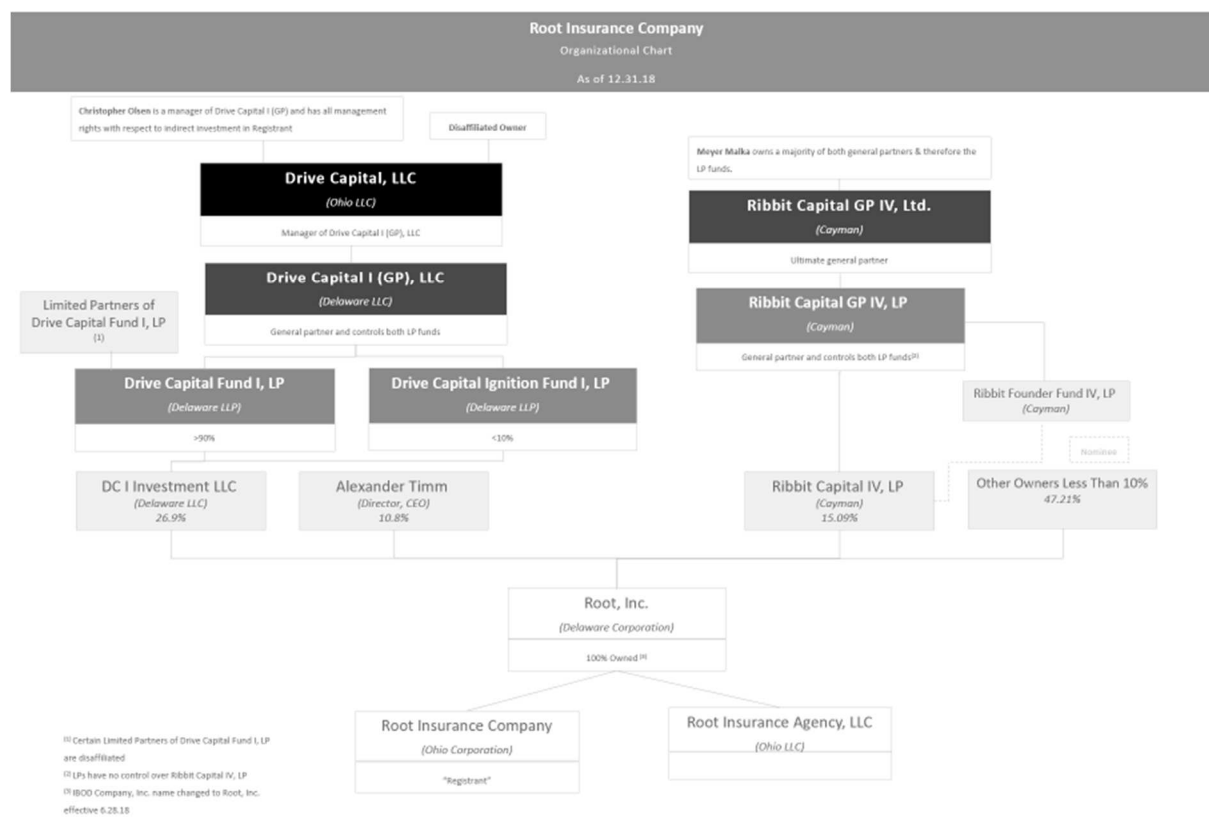 Root Insurance Company
Organizational Chart
As of 12.31.18
Christopher Olsen is a manager of Drive Capital I (GP) and has all management
rights with respect to indirect investment in Registrant
Disaffiliated Owner
Drive Capital, LLC
(Ohio LLC)
Manager of Drive Capital I (GP), LLC
Drive Capital I (GP), LLC
(Delaware LLC)
General partner and controls both LP funds
Limited Partners of
Drive Capital Fund I, LP
(1)
Drive Capital Fund I, LP
(Delaware LLP)
>90%
Drive Capital Ignition Fund I, LP
(Delaware LLP)
<10%
DC I Investment LLC
(Delaware LLC)
26.9%
Alexander Timm
(Director, CEO)
10.8%
Meyer Malka owns a majority of both general partners & therefore the
LP funds.
Ribbit Capital GP IV, Ltd.
(Cayman)
Ultimate general partner
Ribbit Capital GP IV, LP
(Cayman)
General partner and controls both LP funds
Ribbit Founder Fund IV, LP
(Cayman)
Nominee
Ribbit Capital IV, LP
(Cayman)
15.09%
Other Owners Less Than 10%
47.21%
Root, Inc.
(Delaware Corporation)
100% Owned
Root Insurance Company
(Ohio Corporation)
"Registrant"
Root Insurance Agency, LLC
(Ohio LLC)
(1) Certain Limited Partners of Drive Capital Fund I, LP
are disaffiliated
(2) LPs have no control over Ribbit Capital IV, LP
(3) IBOD Company, Inc. name changed to Root, Inc.
effective 6.28.18